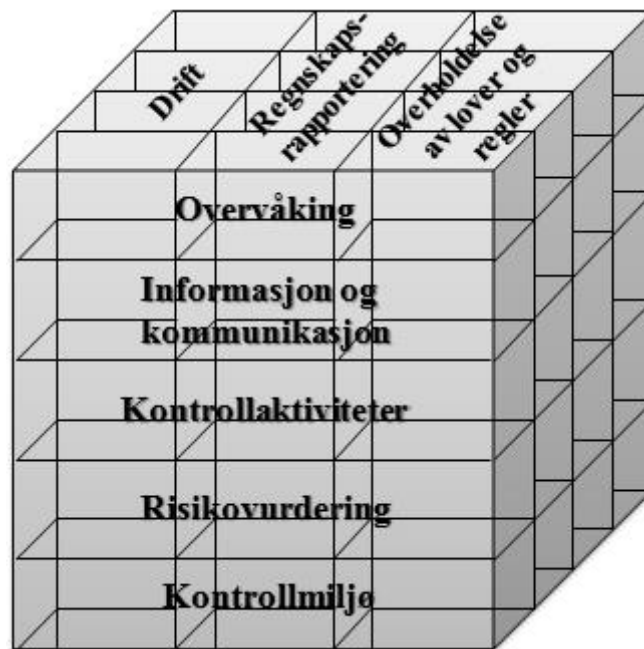 Drift
Regnskaps-
rapportering
Overholdelse
av lover og
regler
Overvåking
Informasjon og
kommunikasjon
Kontrollaktiviteter
Risikovurdering
Kontrollmiljø